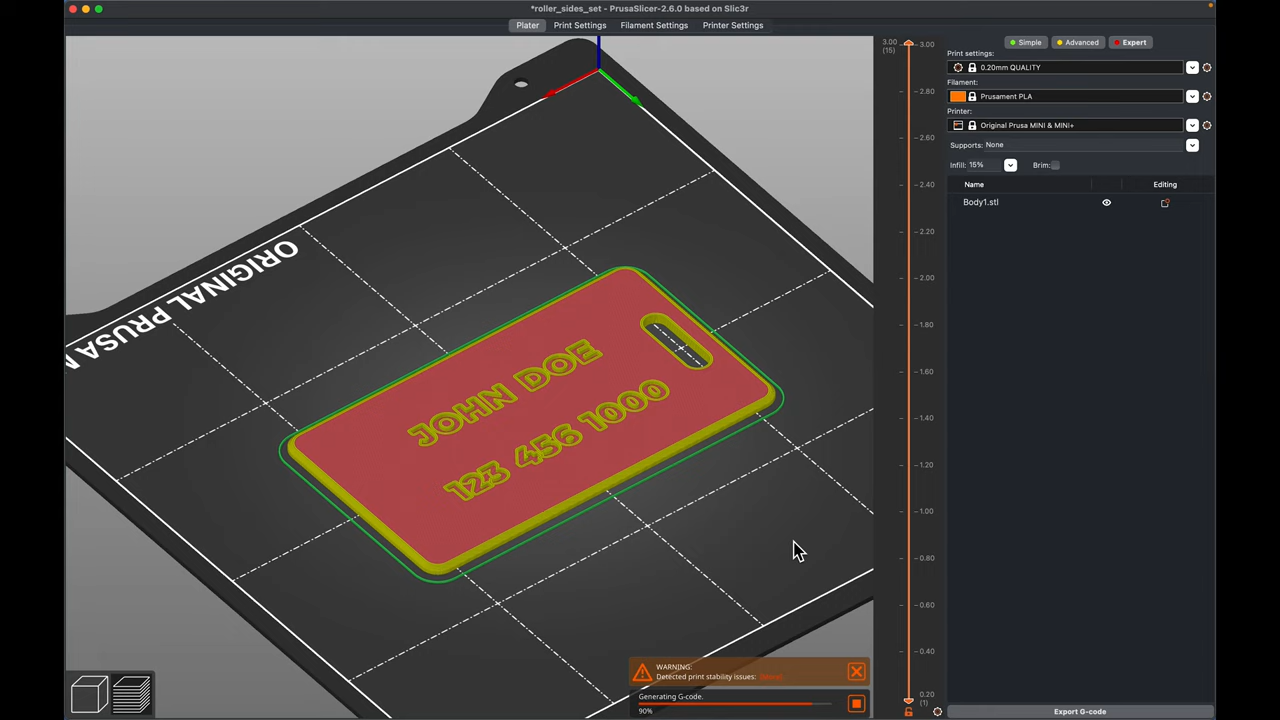 *roller_sides_set - PrusaSlicer-2.6.0 based on Slic3r
Plater Print Settings Filament Settings Printer Settings
Simple Advanced Expert
Print settings:
0.20mm QUALITY
Filament:
Prusament PLA
Printer:
Original Prusa MINI & MINI+
Supports: None
Infill: 15% Brim:
Name Editing
Body1.stl
3.00
(15)
3.00
2.80
2.60
2.40
2.20
2.00
1.80
1.60
1.40
1.20
1.00
0.80
0.60
0.40
0.20
(1)
ORIGINAL PRUSA
JOHN DOE
123 456 1000
WARNING:
Detected print stability issues:
Generating G-code.
90%
Export G-code